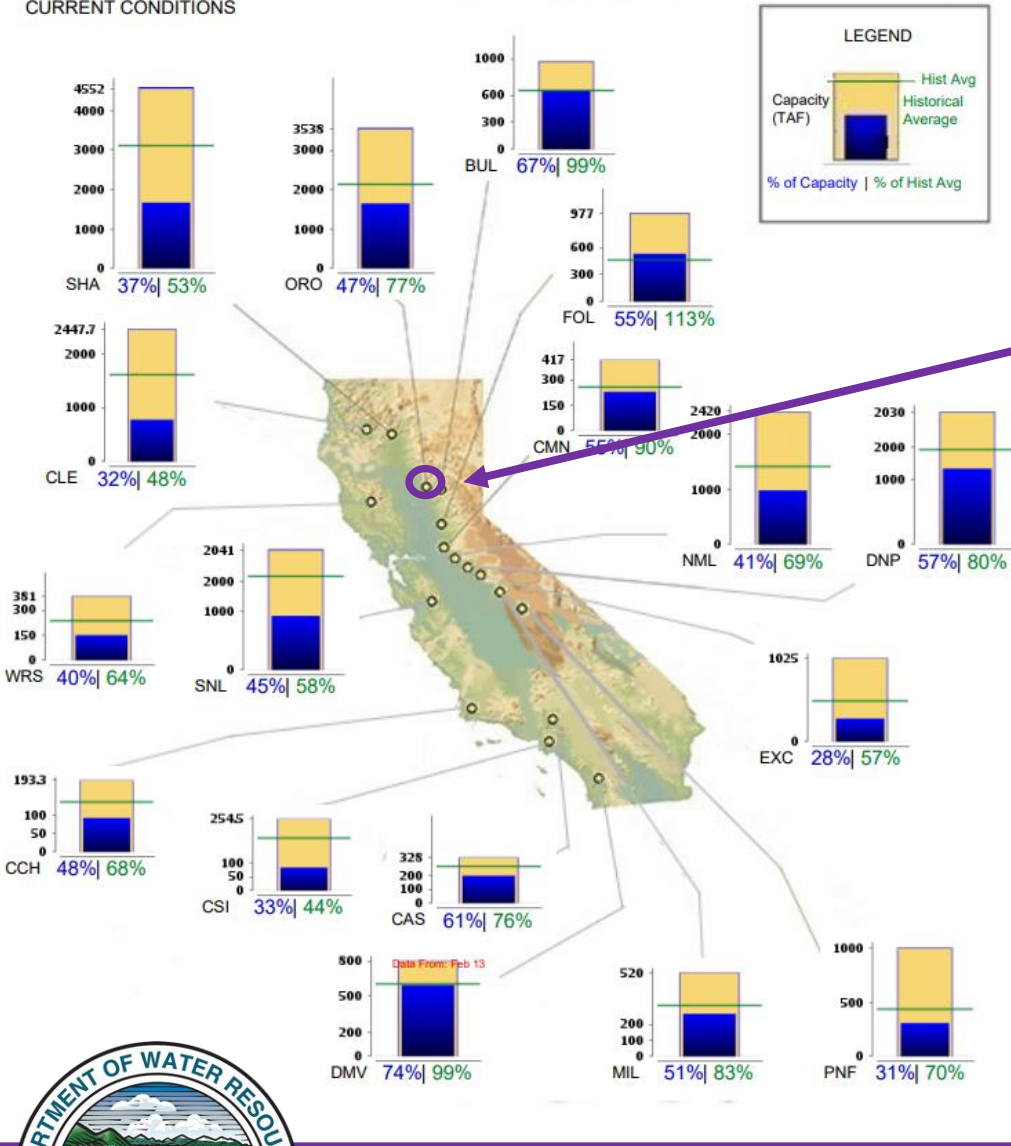 CURRENT CONDITIONS
LEGEND
Hist Avg
Capacity
(TAF)
Historical
Average
% of Capacity | % of Hist Avg
4552
4000
3000
2000
1000
0
SHA 37%| 53%
3538
3000
2000
1000
0
ORO 47%| 77%
1000
600
300
0
BUL 67%| 99%
977
600
300
0
FOL 55%| 113%
2447.7
2000
1000
0
CLE 32%| 48%
417
300
150
0
CMN 55%| 90%
2420
2000
1000
0
NML 41%| 69%
2030
2000
1000
0
DNP 57%| 80%
381
300
150
0
WRS 40%| 64%
2041
2000
1000
0
SNL 45%| 58%
1025
0
EXC 28%| 57%
193.3
100
50
0
CCH 48%| 68%
254.5
100
50
0
CSI 33%| 44%
328
200
100
0
CAS 61%| 76%
800
500
200
0
Data From: Feb 13
DMV 74%| 99%
520
200
100
0
MIL 51%| 83%
1000
500
0
PNF 31%| 70%
OF WATER